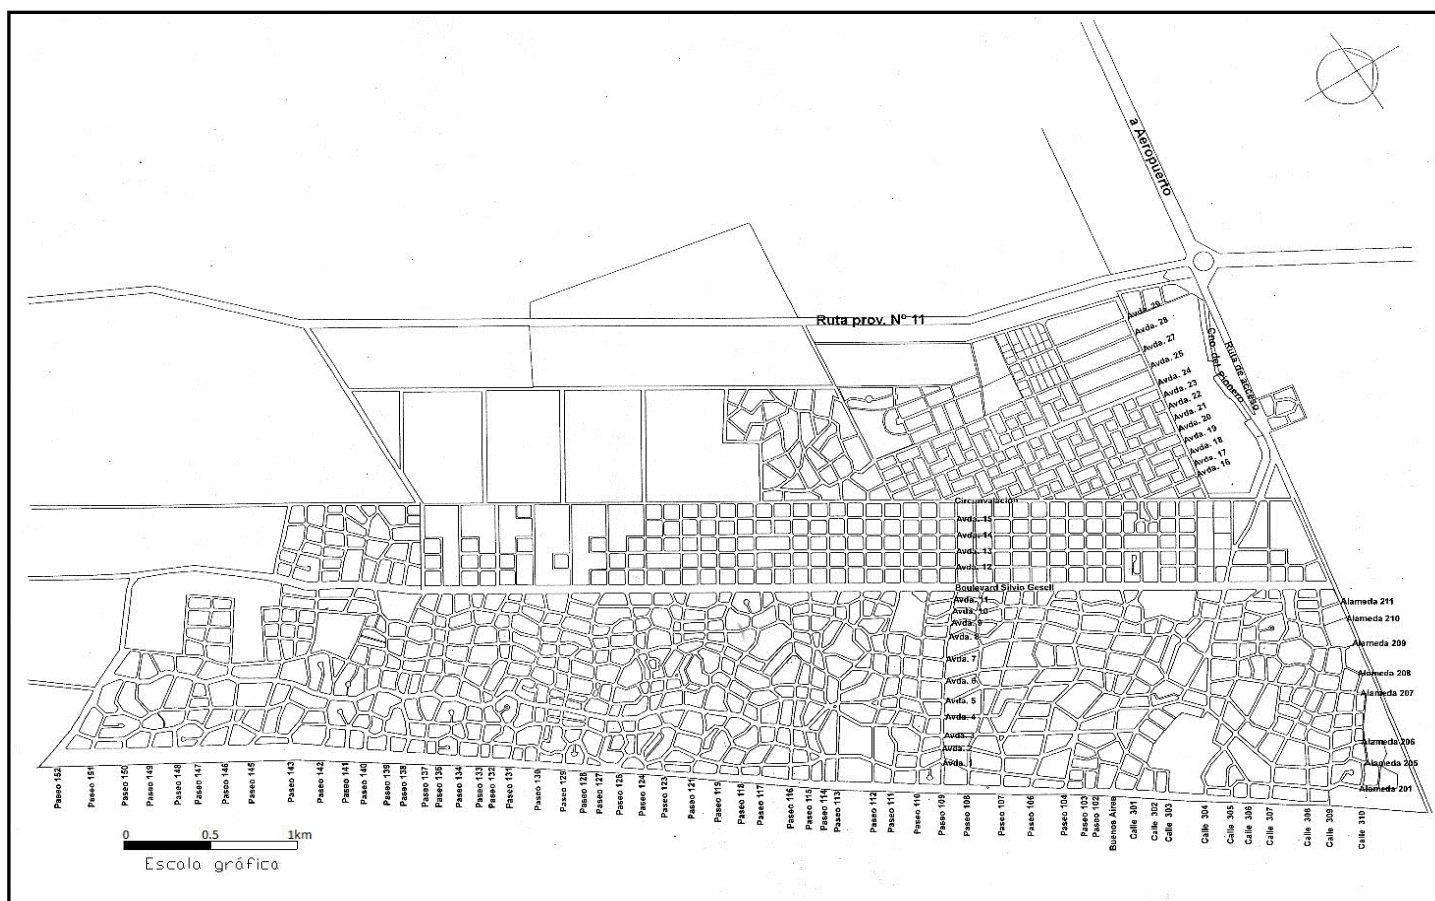 a Aeropuerto
Ruta prov. Nº 11
Ruta de acceso
Cno. del Pionero
Avda. 29
Avda. 28
Avda. 27
Avda. 25
Avda. 24
Avda. 23
Avda. 22
Avda. 21
Avda. 20
Avda. 19
Avda. 18
Avda. 17
Avda. 16
Circunvalación
Avda. 15
Avda. 14
Avda. 13
Avda. 12
Boulevard Silvio Gesell
Avda. 11
Avda. 10
Avda. 9
Avda. 8
Avda. 7
Avda. 6
Avda. 5
Avda. 4
Avda. 3
Avda. 2
Avda. 1
Alameda 211
Alameda 210
Alameda 209
Alameda 208
Alameda 207
Alameda 206
Alameda 205
Alameda 201
Paseo 152
Paseo 151
Paseo 150
Paseo 149
Paseo 148
Paseo 147
Paseo 146
Paseo 145
Paseo 143
Paseo 142
Paseo 141
Paseo 140
Paseo 139
Paseo 138
Paseo 137
Paseo 135
Paseo 134
Paseo 133
Paseo 132
Paseo 131
Paseo 130
Paseo 129
Paseo 128
Paseo 127
Paseo 125
Paseo 124
Paseo 123
Paseo 121
Paseo 119
Paseo 118
Paseo 117
Paseo 116
Paseo 115
Paseo 114
Paseo 113
Paseo 112
Paseo 111
Paseo 110
Paseo 109
Paseo 108
Paseo 107
Paseo 106
Paseo 104
Paseo 103
Paseo 102
Buenos Aires
Calle 301
Calle 302
Calle 303
Calle 304
Calle 305
Calle 306
Calle 307
Calle 308
Calle 309
Calle 310
0 0.5 1km
Escala gráfica